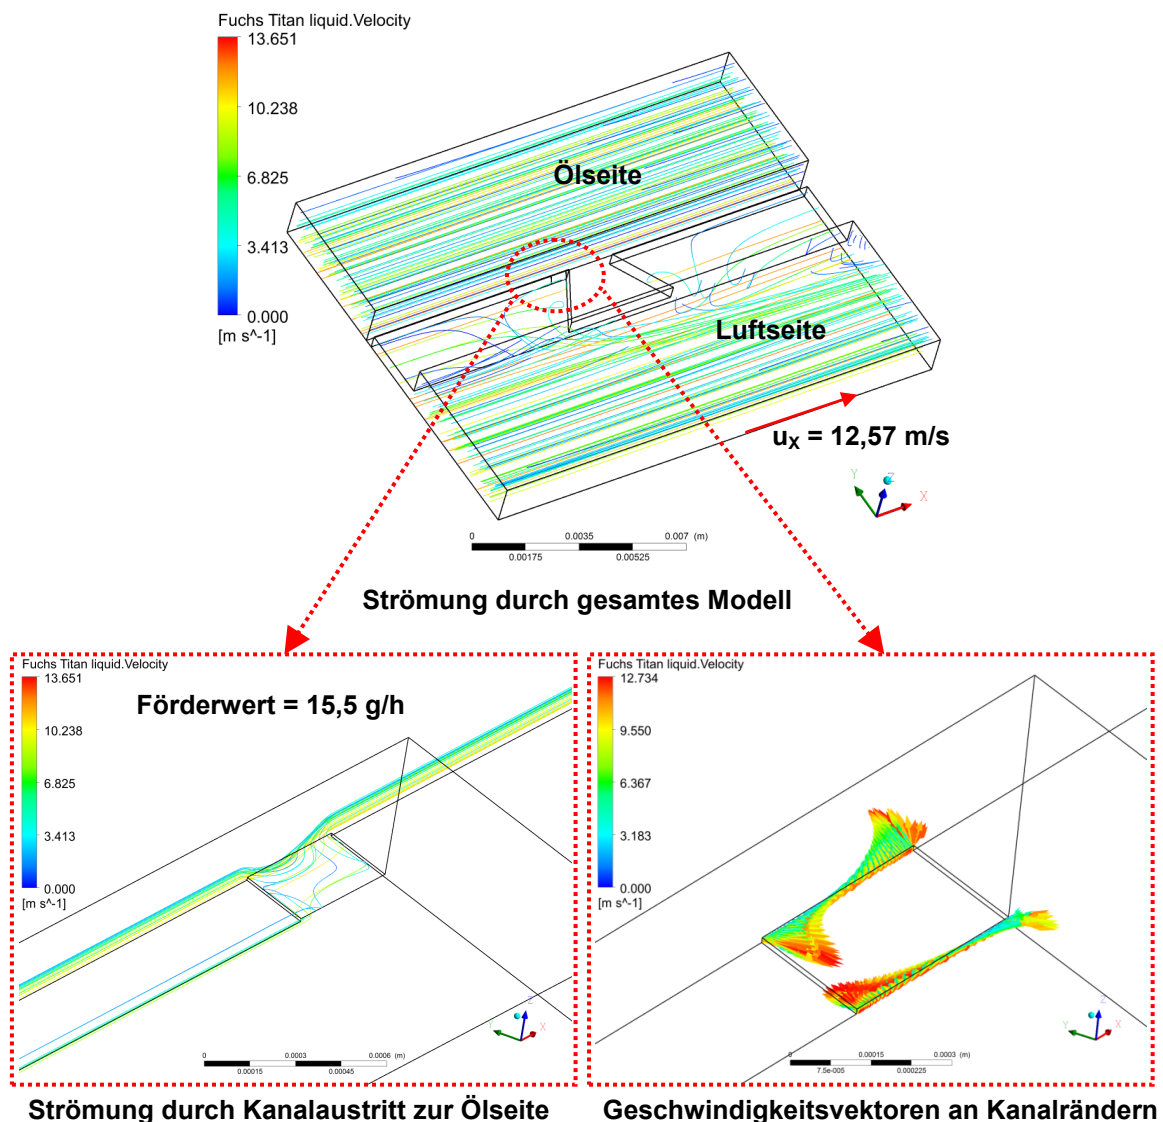 Fuchs Titan liquid.Velocity
13.651
10.238
6.825
3.413
0.000
[m s^-1]
Ölseite
Luftseite
uX = 12,57 m/s
Y
Z
X
0
0.0035
0.007 (m)
0.00175
0.00525
Strömung durch gesamtes Modell
Fuchs Titan liquid.Velocity
13.651
10.238
6.825
3.413
0.000
[m s^-1]
Förderwert = 15,5 g/h
Y
Z
X
0
0.0003
0.0006 (m)
0.00015
0.00045
Strömung durch Kanalaustritt zur Ölseite
Fuchs Titan liquid.Velocity
12.734
9.550
6.367
3.183
0.000
[m s^-1]
Y
Z
X
0
0.00015
0.0003 (m)
7.5e-005
0.000225
Geschwindigkeitsvektoren an Kanalrändern